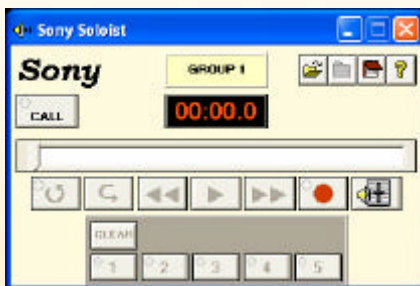 Sony Soloist
Sony
GROUP 1
?
CALL
00:00.0
CLEAR
1 2 3 4 5